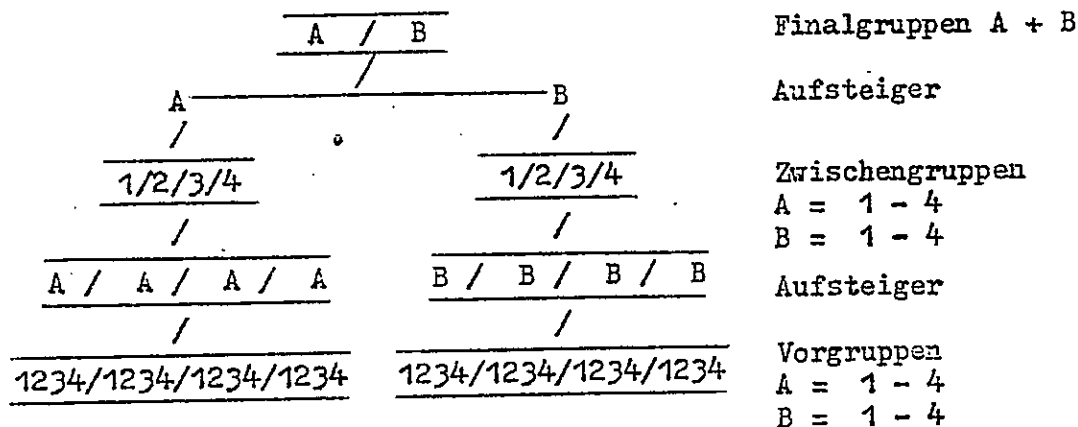 A / B Finalgruppen A + B
/
A B Aufsteiger
/ /
1/2/3/4 1/2/3/4 Zwischengruppen
A = 1 - 4
/ / B = 1 - 4
A / A / A / A B / B / B / B Aufsteiger
/ /
1234/1234/1234/1234 1234/1234/1234/1234 Vorgruppen
A = 1 - 4
B = 1 - 4